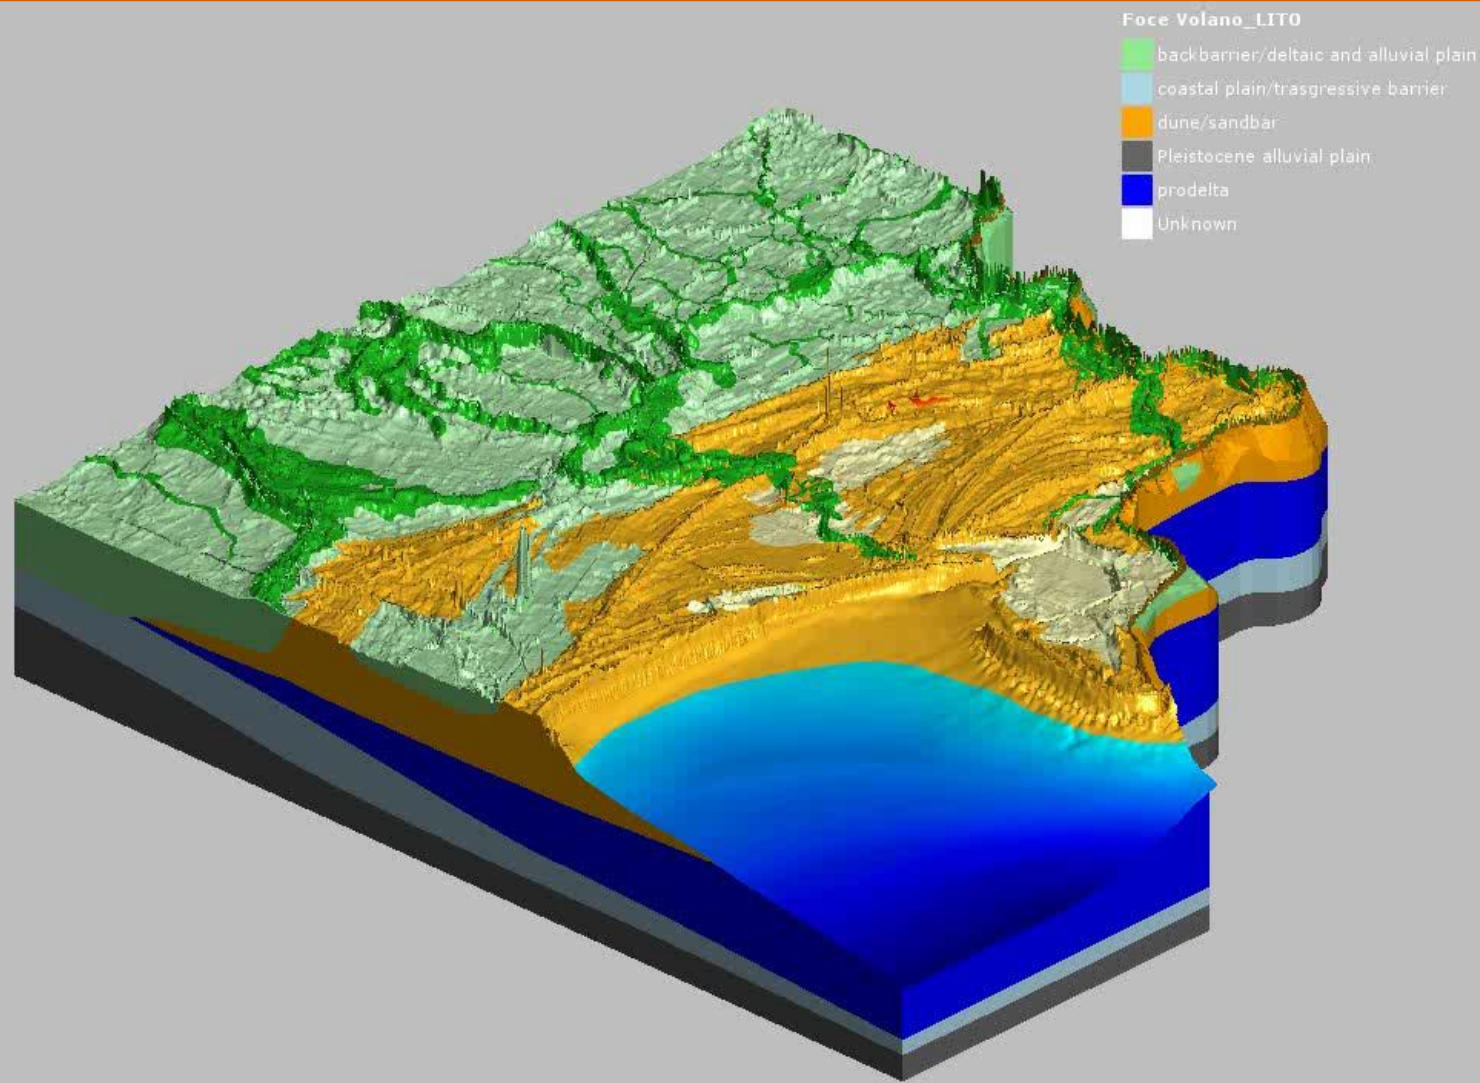 Foce Volano_LITO
backbarrier/deltaic and alluvial plain
coastal plain/trasgressive barrier
dune/sandbar
Pleistocene alluvial plain
prodelta
Unknown